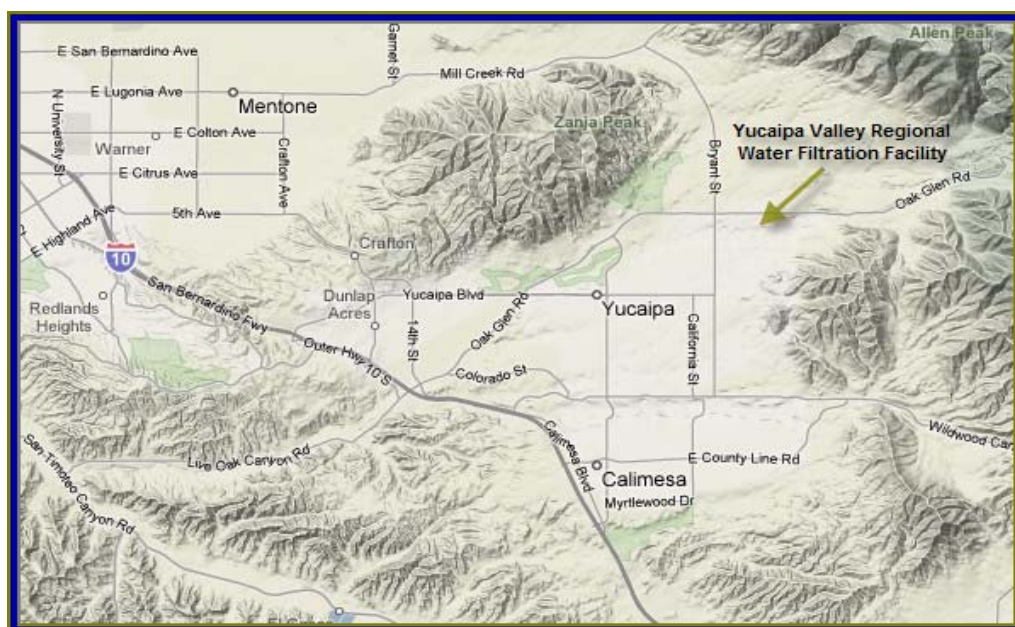 Allen Peak
E San Bernardino Ave
Garnet St
Mill Creek Rd
E Lugonia Ave
Mentone
N University St
E Colton Ave
Warner
Zanja Peak
Yucaipa Valley Regional
Water Filtration Facility
Crafton Ave
Bryant St
E Citrus Ave
Oak Glen Rd
5th Ave
E Highland Ave
Crafton
10
San Bernardino Fwy
Redlands
Heights
Dunlap
Acres
Yucaipa Blvd
Yucaipa
Oak Glen Rd
14th St
California St
Outer Hwy 10 S
Colorado St
Wildwood Can
Calimesa Blvd
San Timoteo Canyon Rd
Live Oak Canyon Rd
E County Line Rd
Calimesa
Myrtlewood Dr